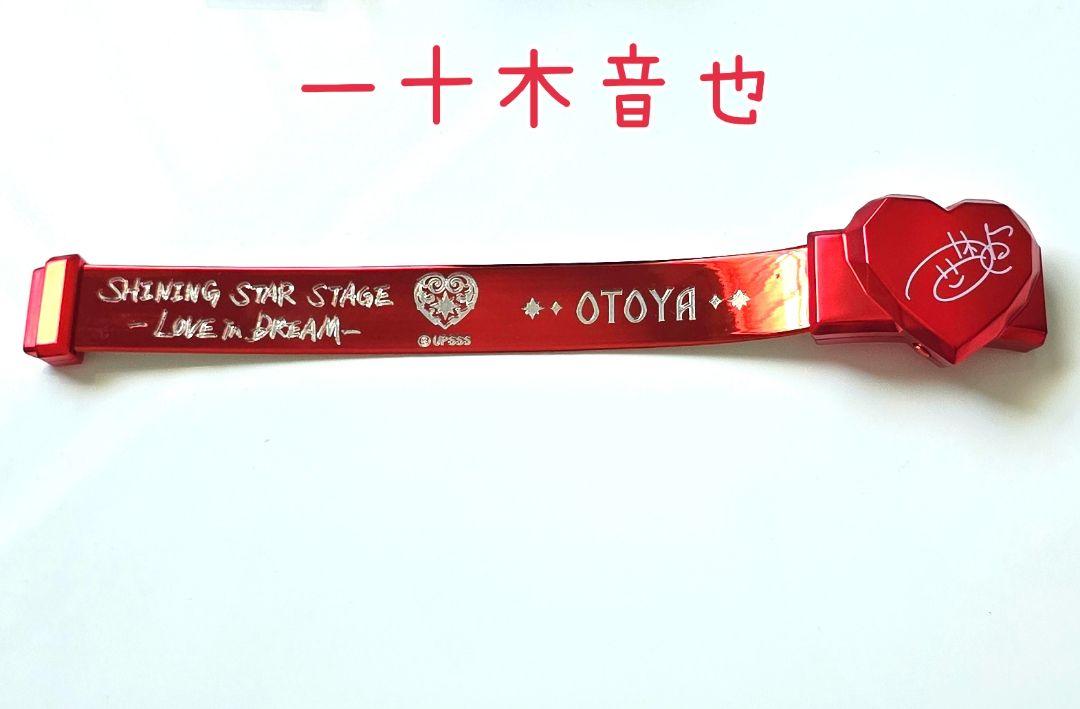 一十木音也
SHINING STAR STAGE
-LOVE in DREAM-
© UPSSS
OTOYA